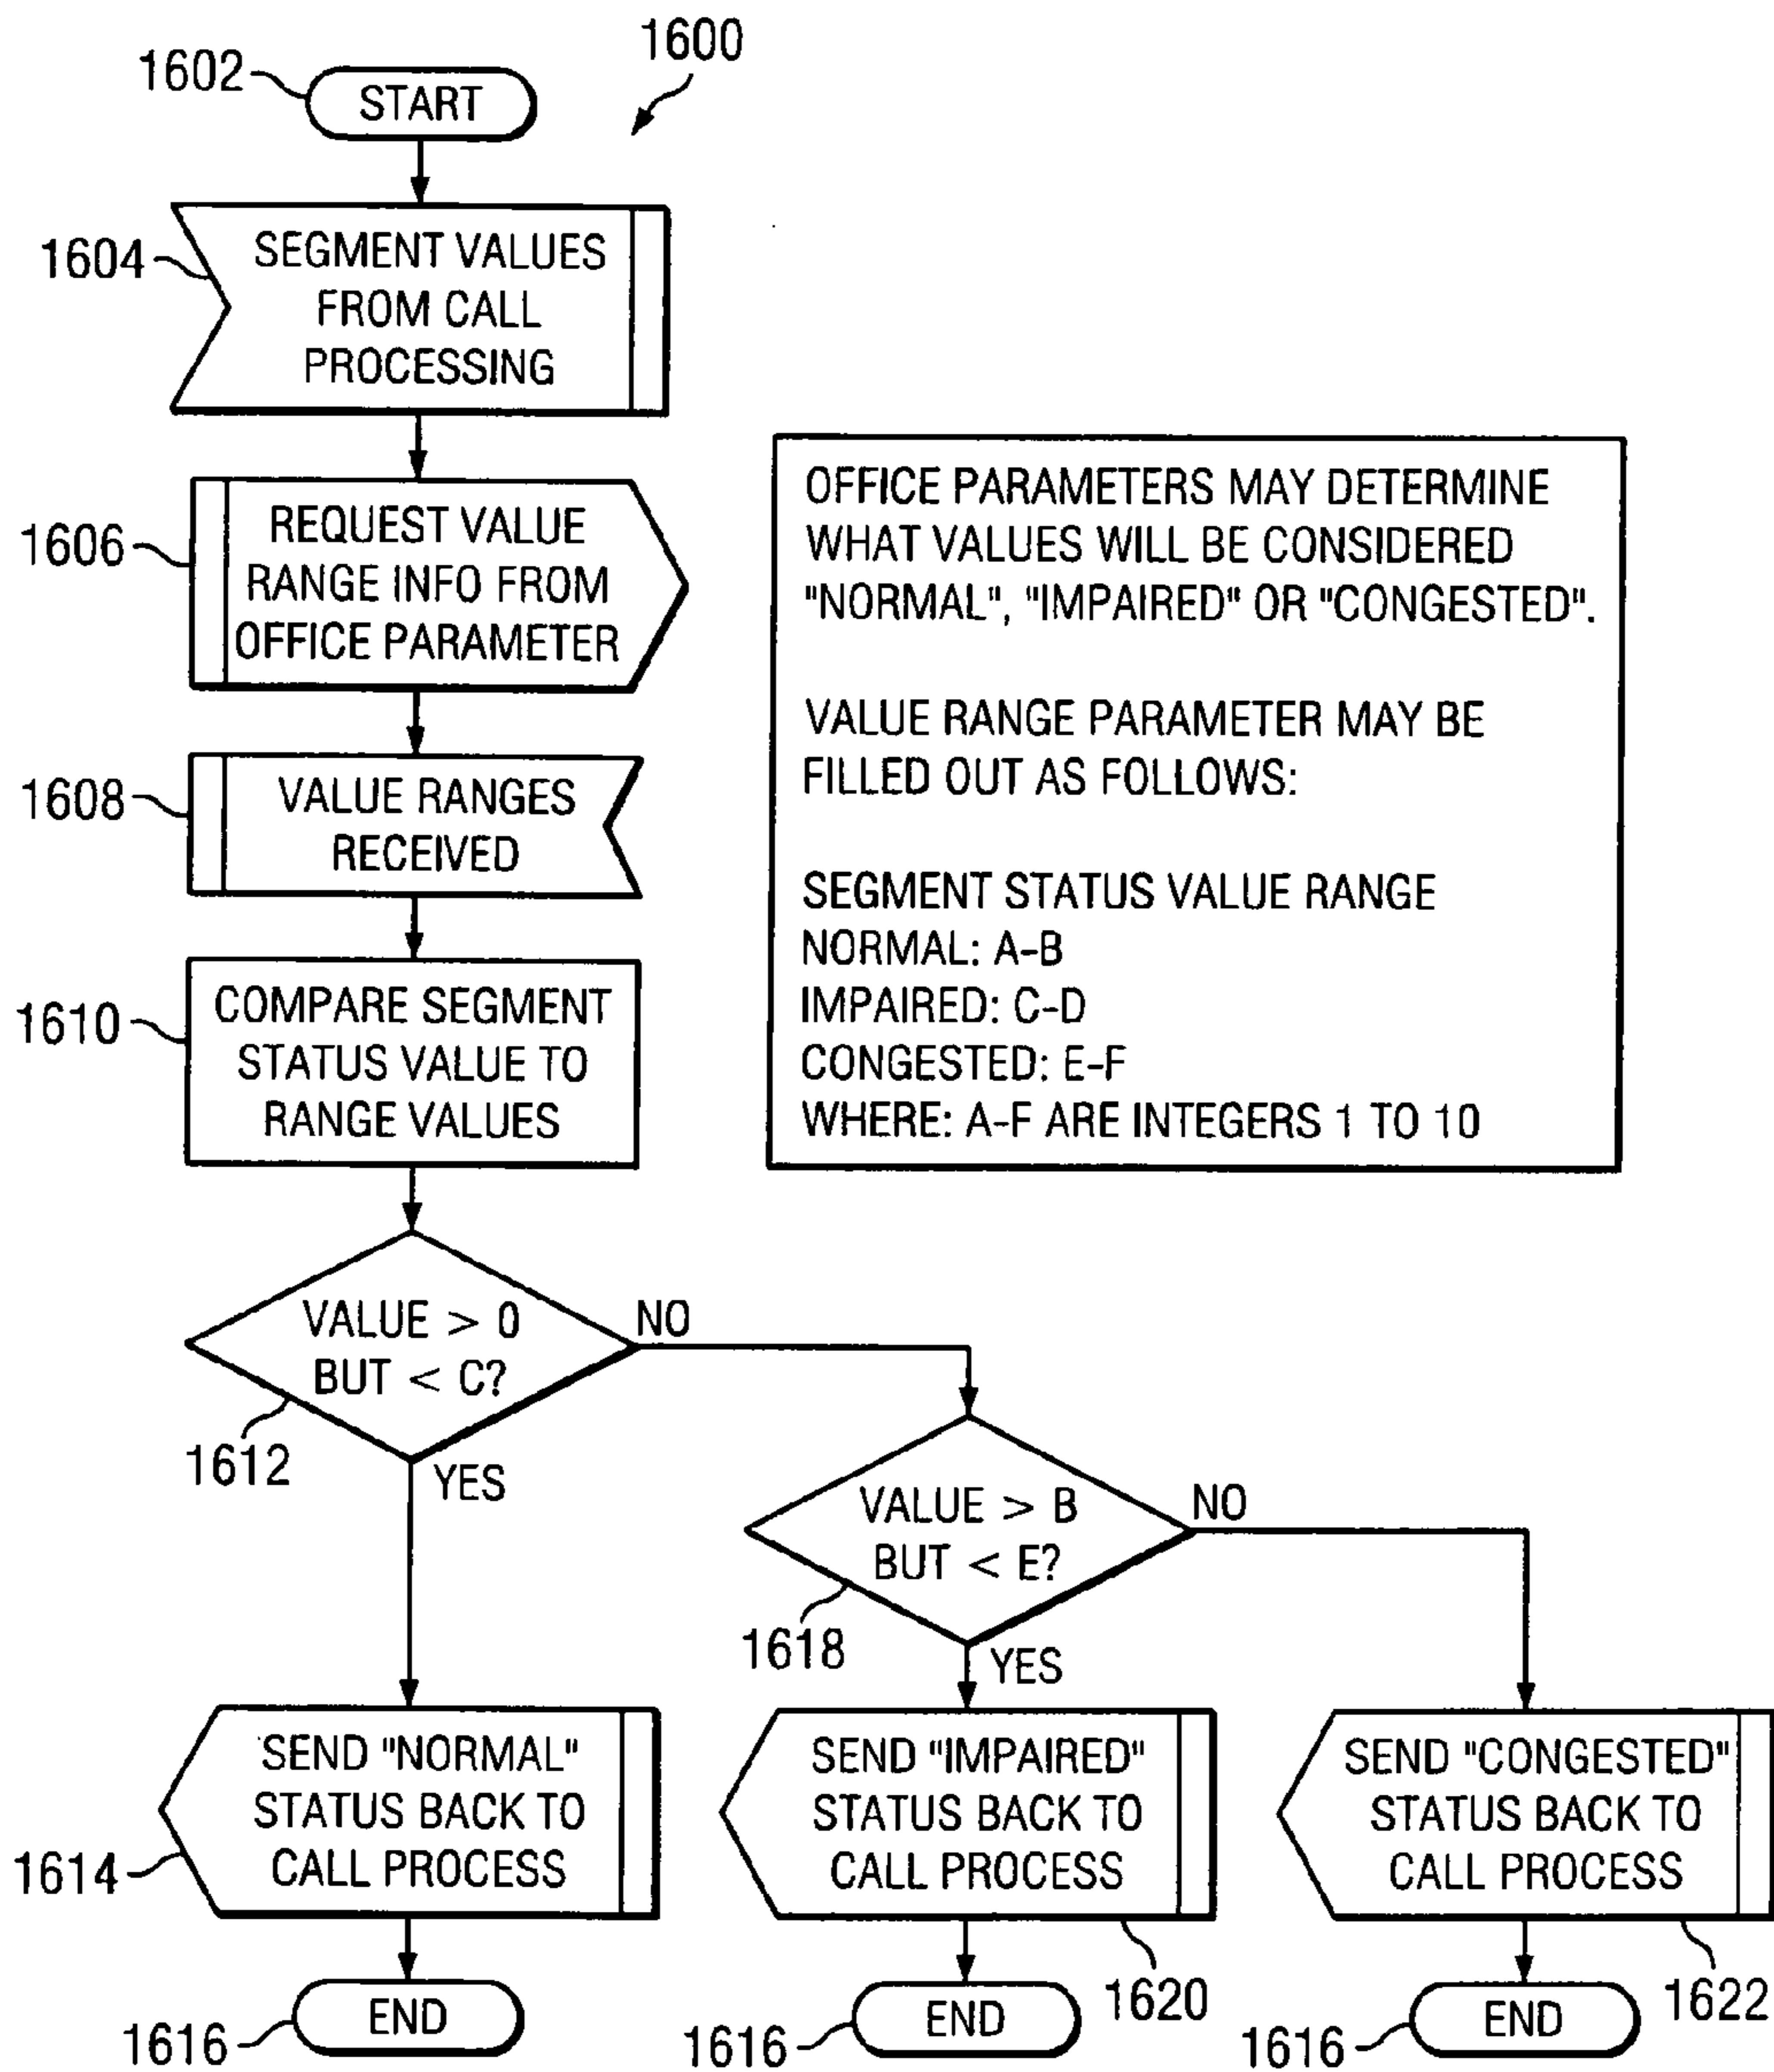 1600
1602
START
1604
SEGMENT VALUES
FROM CALL
PROCESSING
1606
REQUEST VALUE
RANGE INFO FROM
OFFICE PARAMETER
1608
VALUE RANGES
RECEIVED
1610
COMPARE SEGMENT
STATUS VALUE TO
RANGE VALUES
OFFICE PARAMETERS MAY DETERMINE
WHAT VALUES WILL BE CONSIDERED
"NORMAL", "IMPAIRED" OR "CONGESTED".
VALUE RANGE PARAMETER MAY BE
FILLED OUT AS FOLLOWS:
SEGMENT STATUS VALUE RANGE
NORMAL: A-B
IMPAIRED: C-D
CONGESTED: E-F
WHERE: A-F ARE INTEGERS 1 TO 10
VALUE > 0
BUT < C?
NO
1612
YES
VALUE > B
BUT < E?
NO
1618
YES
SEND "NORMAL"
STATUS BACK TO
CALL PROCESS
1614
SEND "IMPAIRED"
STATUS BACK TO
CALL PROCESS
1620
SEND "CONGESTED"
STATUS BACK TO
CALL PROCESS
1622
END
1616
END
1616
END
1616